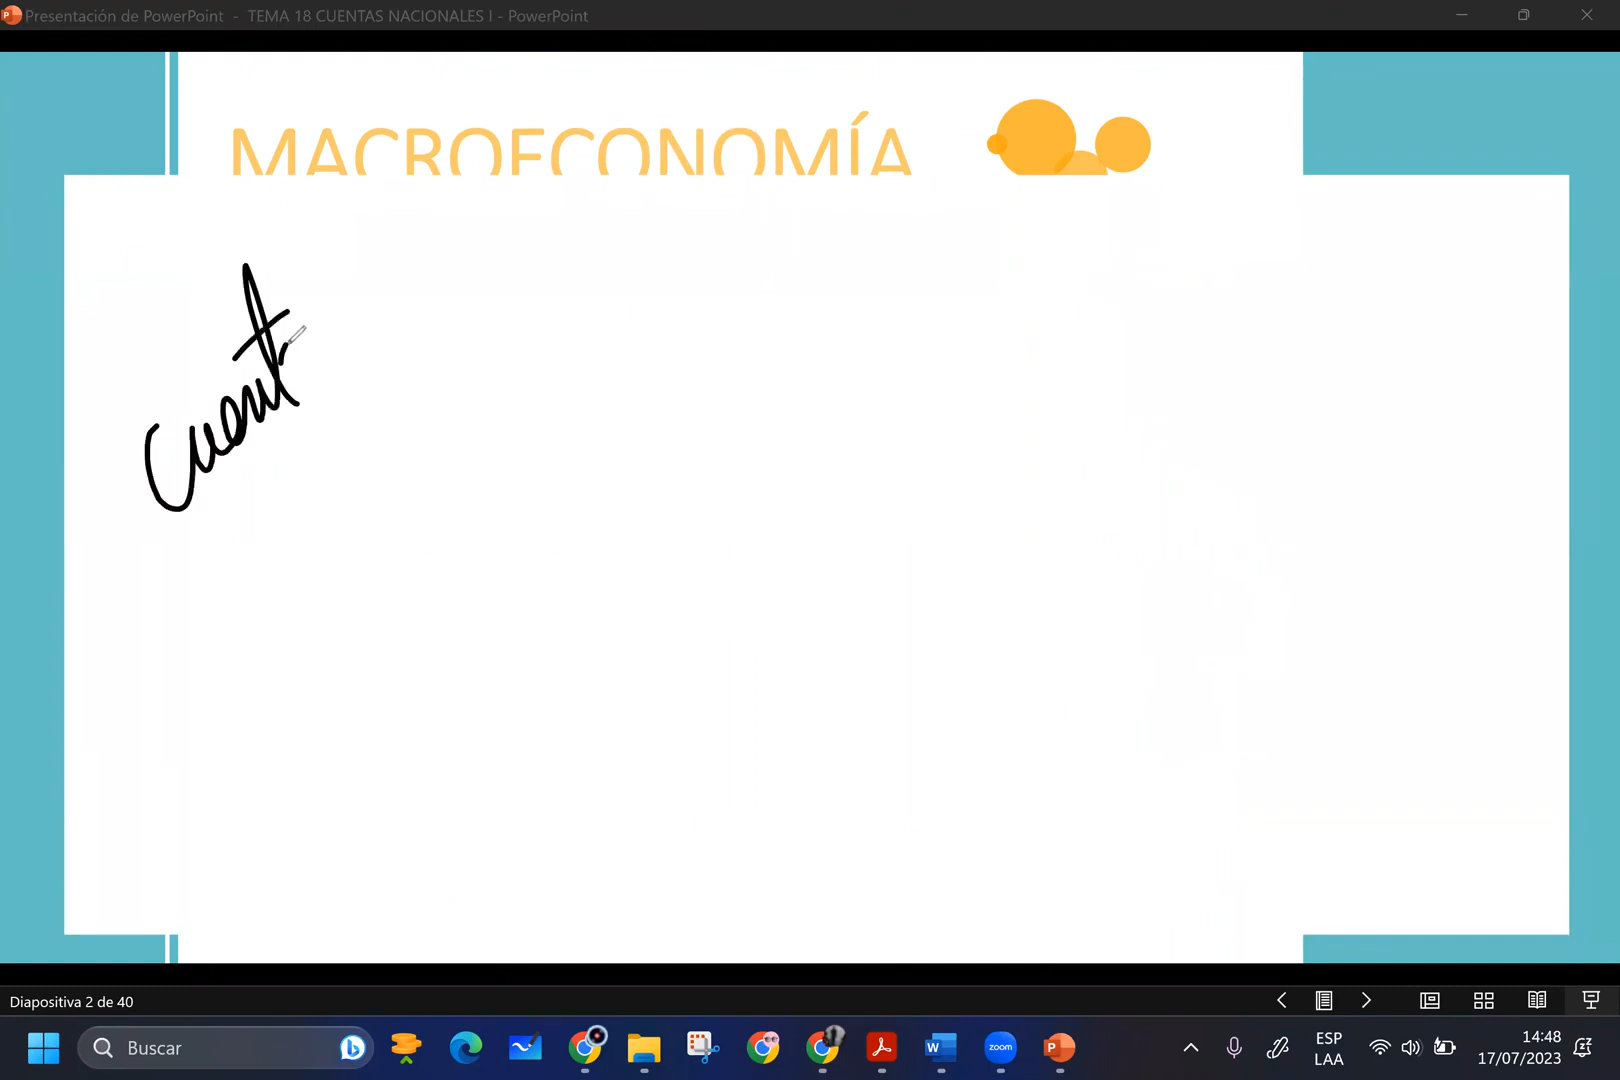 Presentación de PowerPoint - TEMA 18 CUENTAS NACIONALES I - PowerPoint
MACROECONOMÍA
Cuent
Diapositiva 2 de 40
Buscar
zoom
ESP
LAA
14:48
17/07/2023